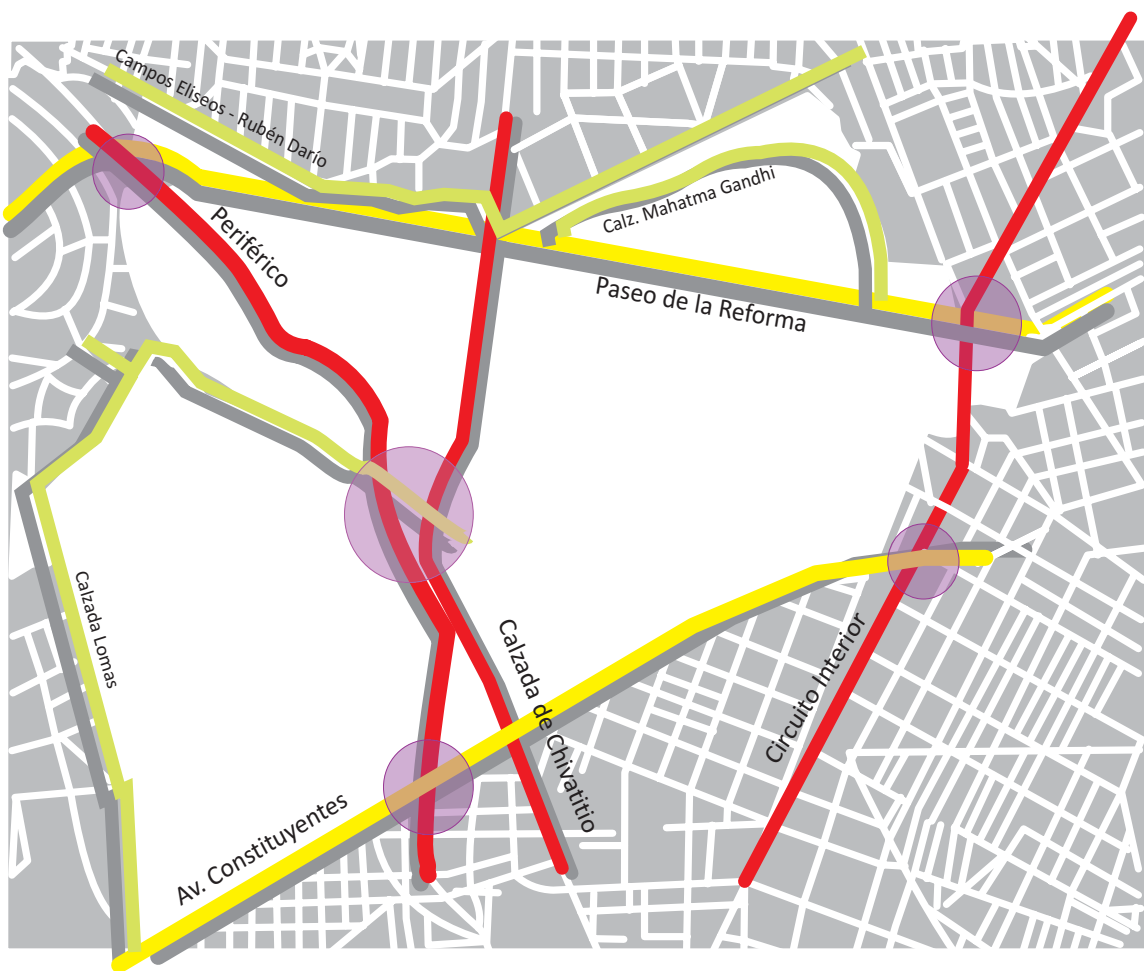 Campos Eliseos - Rubén Darío
Calz. Mahatma Gandhi
Periférico
Paseo de la Reforma
Calzada Lomas
Calzada de Chivatitio
Circuito Interior
Av. Constituyentes